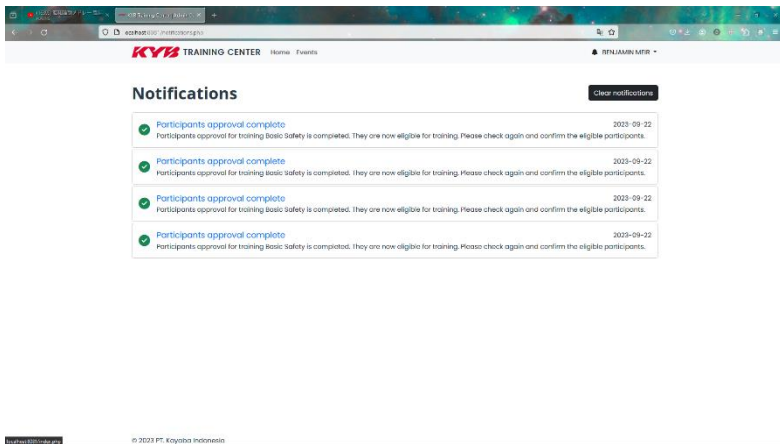 KYB TRAINING CENTER Home Events BENJAMIN MEIR
Notifications
Clear notifications
Participants approval complete 2023-09-22
Participants approval for training Basic Safety is completed. They are now eligible for training. Please check again and confirm the eligible participants.
Participants approval complete 2023-09-22
Participants approval for training Basic Safety is completed. They are now eligible for training. Please check again and confirm the eligible participants.
Participants approval complete 2023-09-22
Participants approval for training Basic Safety is completed. They are now eligible for training. Please check again and confirm the eligible participants.
Participants approval complete 2023-09-22
Participants approval for training Basic Safety is completed. They are now eligible for training. Please check again and confirm the eligible participants.
© 2023 PT. Kayaba Indonesia